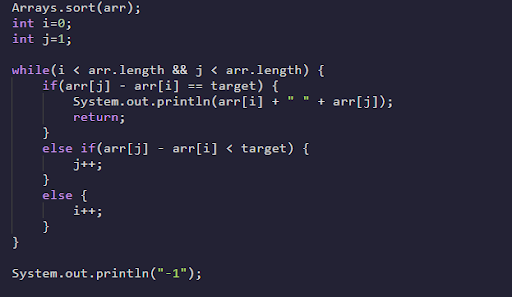 Arrays.sort(arr);
int i=0;
int j=1;

while(i < arr.length && j < arr.length) {
    if(arr[j] - arr[i] == target) {
        System.out.println(arr[i] + " " + arr[j]);
        return;
    }
    else if(arr[j] - arr[i] < target) {
        j++;
    }
    else {
        i++;
    }
}

System.out.println("-1");